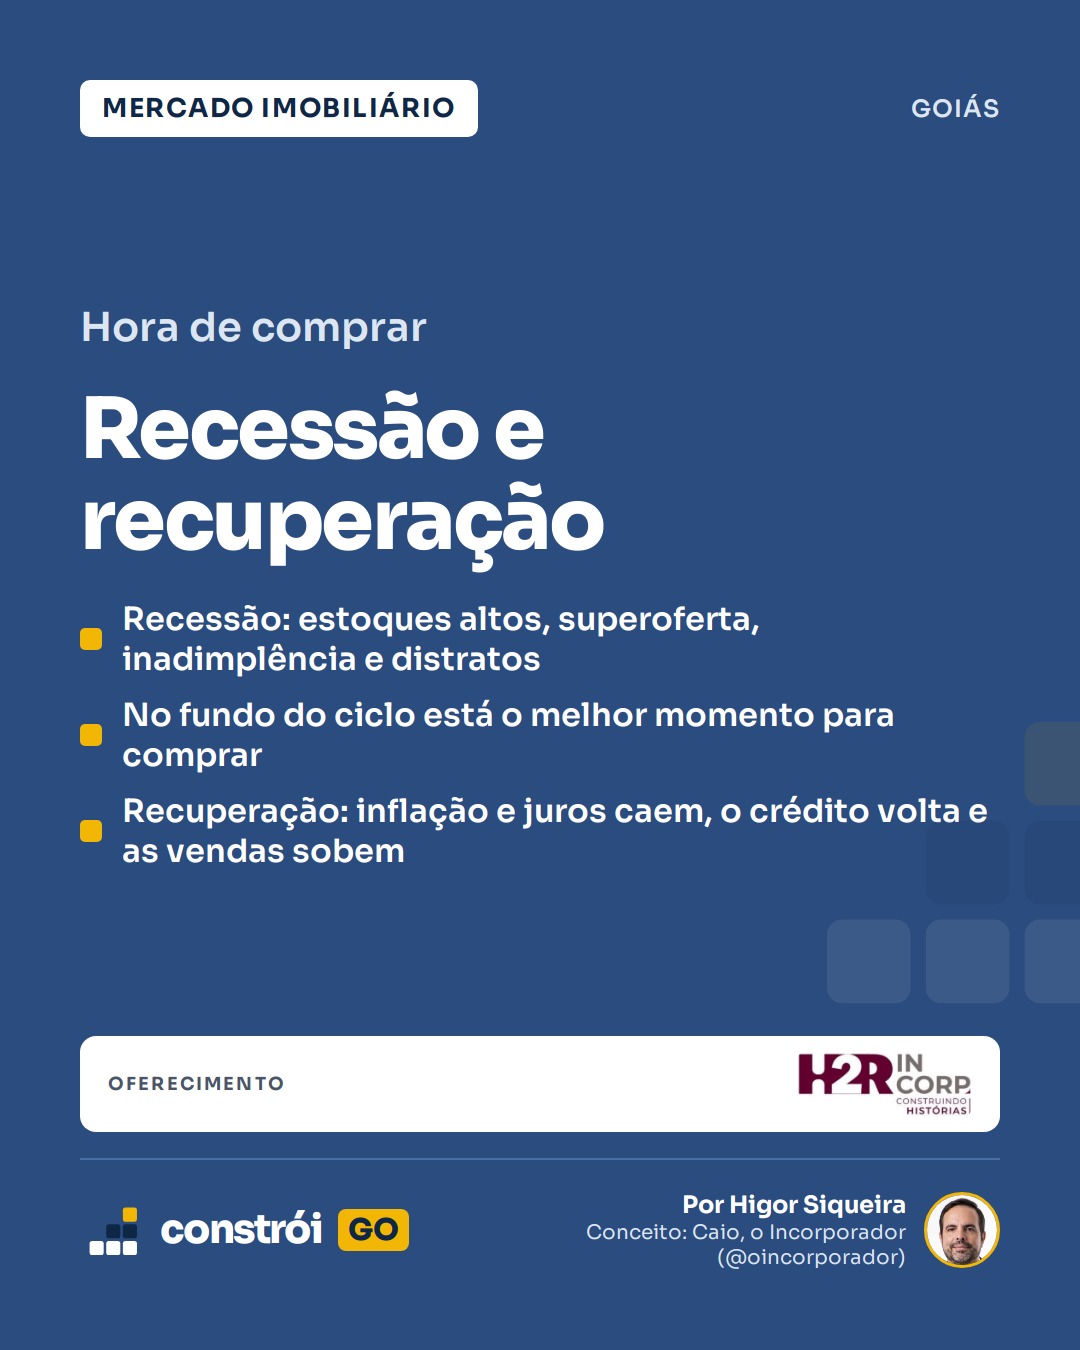 MERCADO IMOBILIÁRIO
GOIÁS
Hora de comprar
Recessão e
recuperação
Recessão: estoques altos, superoferta,
inadimplência e distratos
No fundo do ciclo está o melhor momento para
comprar
Recuperação: inflação e juros caem, o crédito volta e
as vendas sobem
OFERECIMENTO
H2R IN
CORP.
CONSTRUINDO
HISTÓRIAS
constrói GO
Por Higor Siqueira
Conceito: Caio, o Incorporador
(@oincorporador)